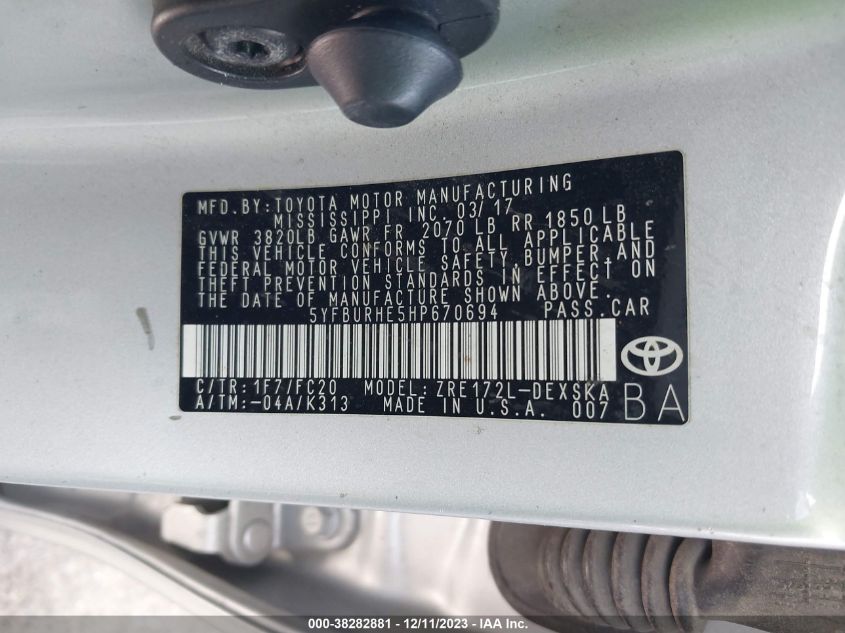 MFD. BY: TOYOTA MOTOR MANUFACTURING
MISSISSIPPI INC. 03/17
GVWR 3820LB GAWR FR 2070 LB RR 1850 LB
THIS VEHICLE CONFORMS TO ALL APPLICABLE
FEDERAL MOTOR VEHICLE SAFETY, BUMPER, AND
THEFT PREVENTION STANDARDS IN EFFECT ON
THE DATE OF MANUFACTURE SHOWN ABOVE.
5YFBURHE5HP670694 PASS. CAR
C/TR: 1F7/FC20 MODEL: ZRE172L-DEXSKA
A/TM:-04A/K313 MADE IN U.S.A. 007 BA
000-38282881 - 12/11/2023 - IAA Inc.